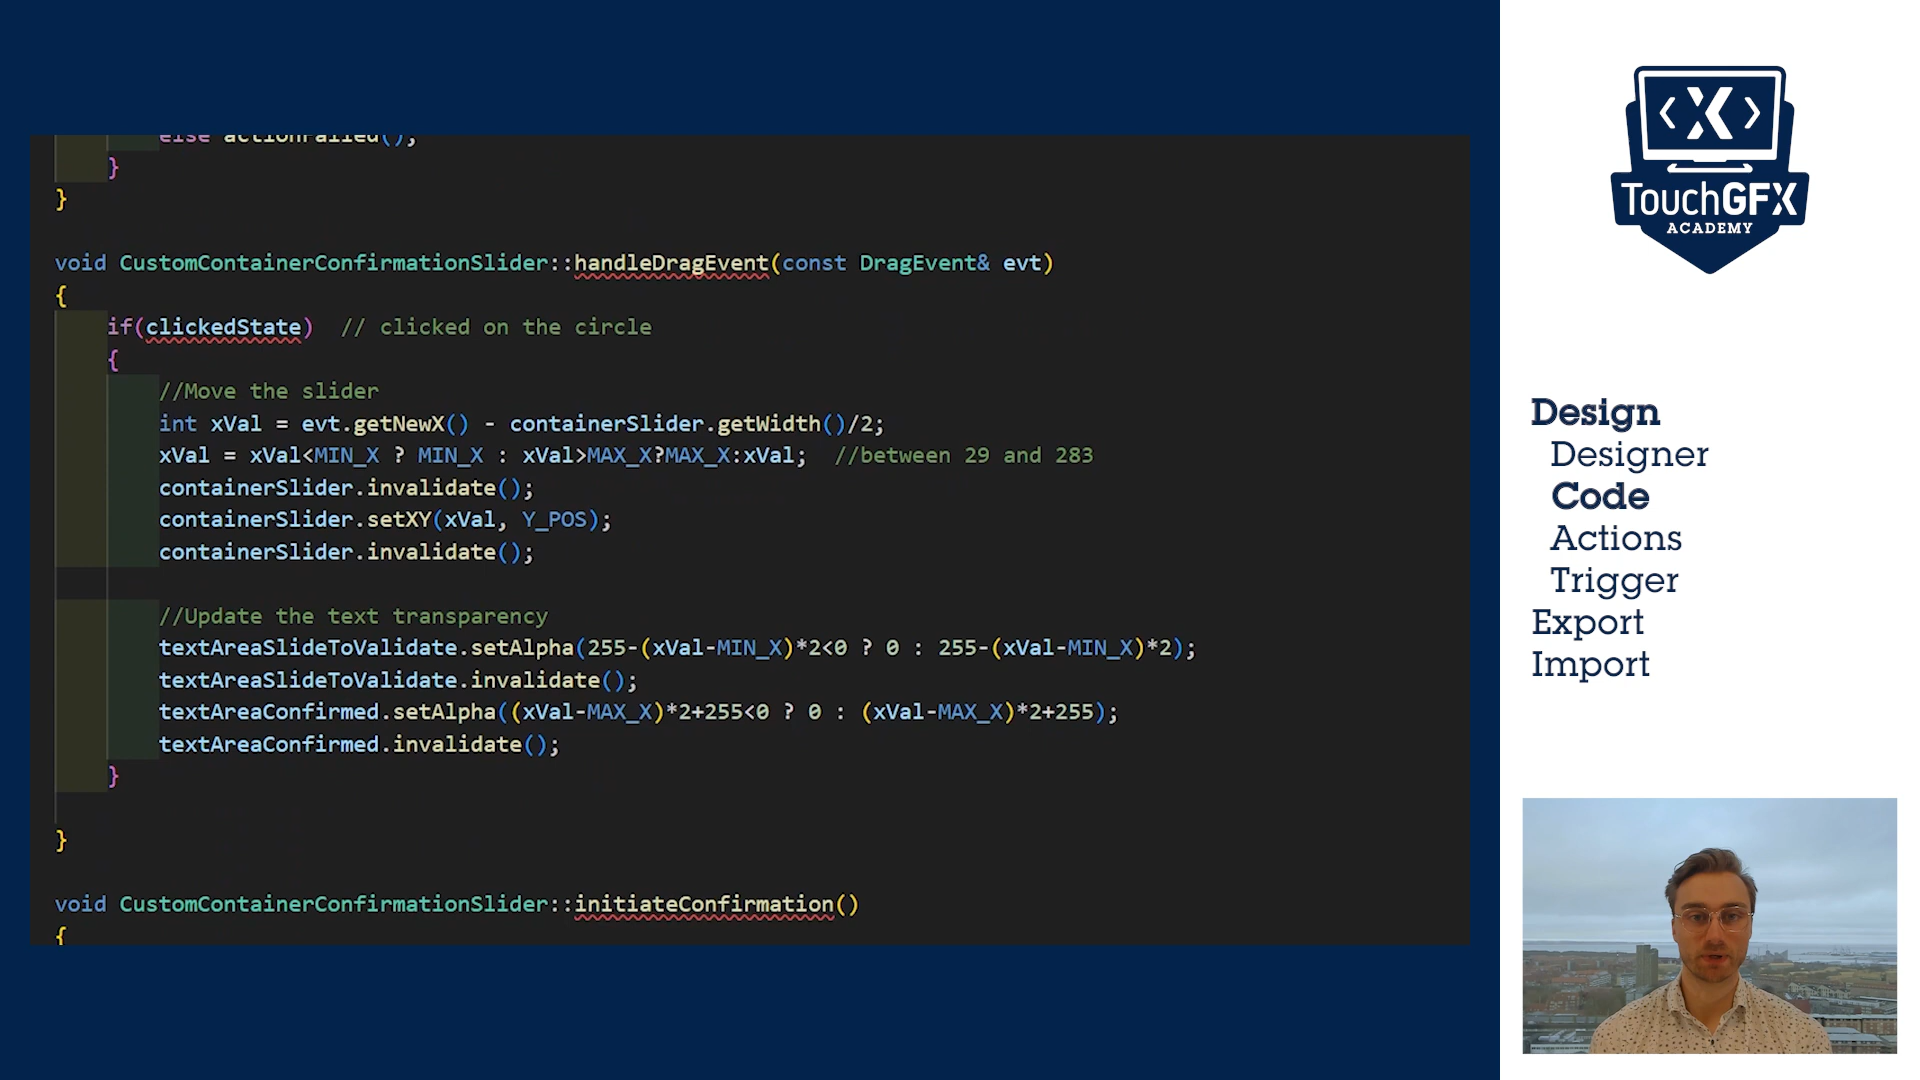 else actionFailed();
}
}
void CustomContainerConfirmationSlider::handleDragEvent(const DragEvent& evt)
{
if(clickedState)  // clicked on the circle
{
//Move the slider
int xVal = evt.getNewX() - containerSlider.getWidth()/2;
xVal = xVal<MIN_X ? MIN_X : xVal>MAX_X?MAX_X:xVal;  //between 29 and 283
containerSlider.invalidate();
containerSlider.setXY(xVal, Y_POS);
containerSlider.invalidate();
//Update the text transparency
textAreaSlideToValidate.setAlpha(255-(xVal-MIN_X)*2<0 ? 0 : 255-(xVal-MIN_X)*2);
textAreaSlideToValidate.invalidate();
textAreaConfirmed.setAlpha((xVal-MAX_X)*2+255<0 ? 0 : (xVal-MAX_X)*2+255);
textAreaConfirmed.invalidate();
}
}
void CustomContainerConfirmationSlider::initiateConfirmation()
{
<X>
TouchGFX
ACADEMY
Design
Designer
Code
Actions
Trigger
Export
Import